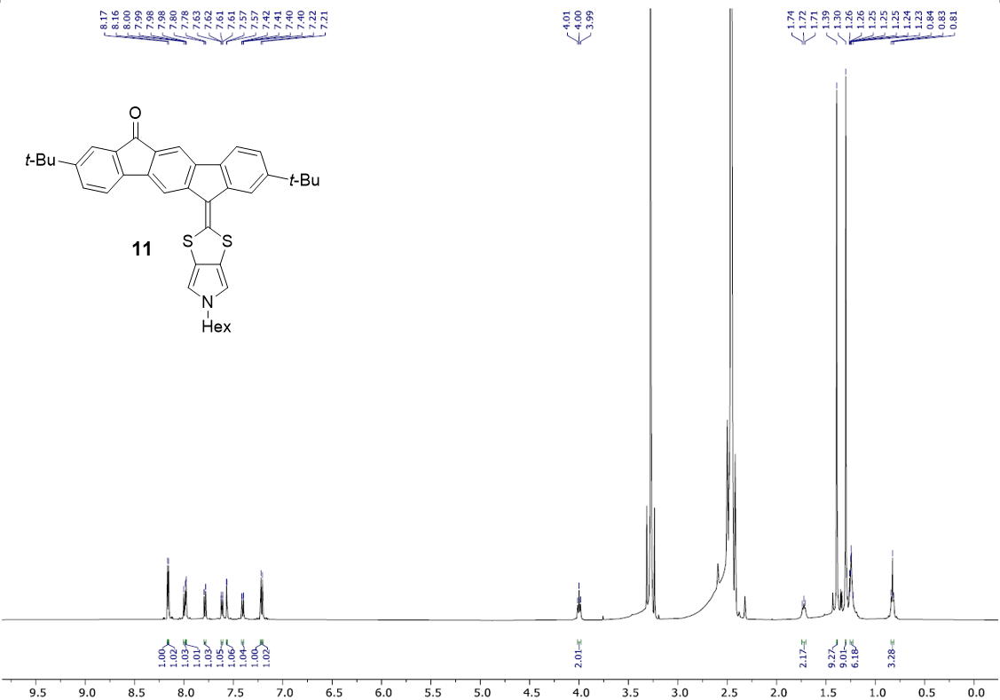 8.17 8.16 8.00 7.99 7.98 7.98 7.80 7.78 7.63 7.62 7.61 7.61 7.57 7.57 7.42 7.41 7.40 7.40 7.22 7.21 4.01 4.00 3.99 1.74 1.72 1.71 1.39 1.30 1.26 1.26 1.25 1.25 1.25 1.24 1.23 0.84 0.83 0.81
O
t-Bu
t-Bu
S S
11
N
Hex
1.00 1.02 1.03 1.01 1.03 1.05 1.06 1.04 1.00 1.02 2.01 2.17 9.27 9.01 6.18 3.28
9.5 9.0 8.5 8.0 7.5 7.0 6.5 6.0 5.5 5.0 4.5 4.0 3.5 3.0 2.5 2.0 1.5 1.0 0.5 0.0